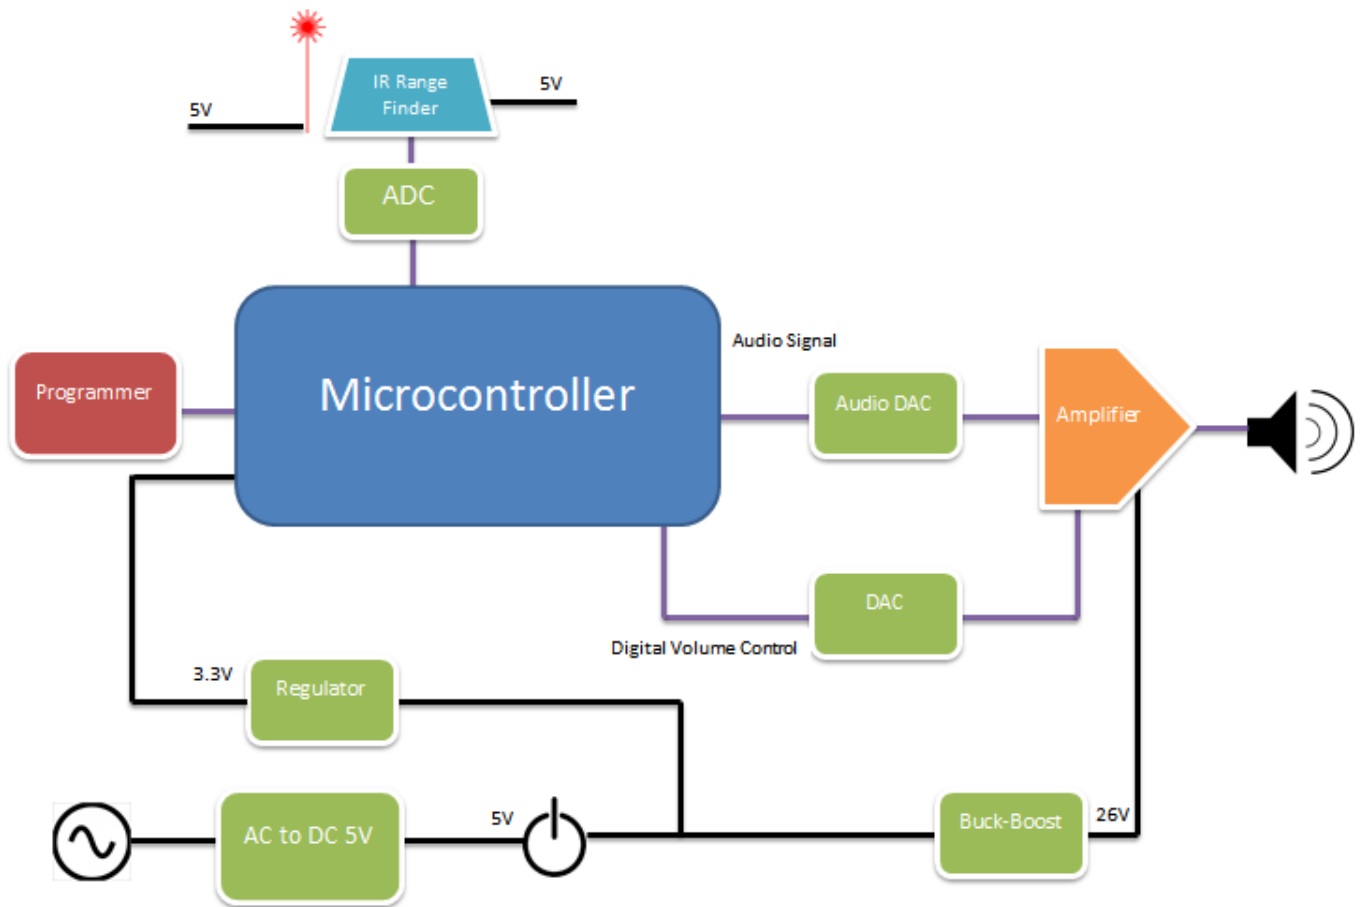 5V
IR Range
Finder
5V
ADC
Microcontroller
Programmer
Audio Signal
Audio DAC
Amplifier
DAC
Digital Volume Control
3.3V
Regulator
AC to DC 5V
5V
Buck-Boost
26V